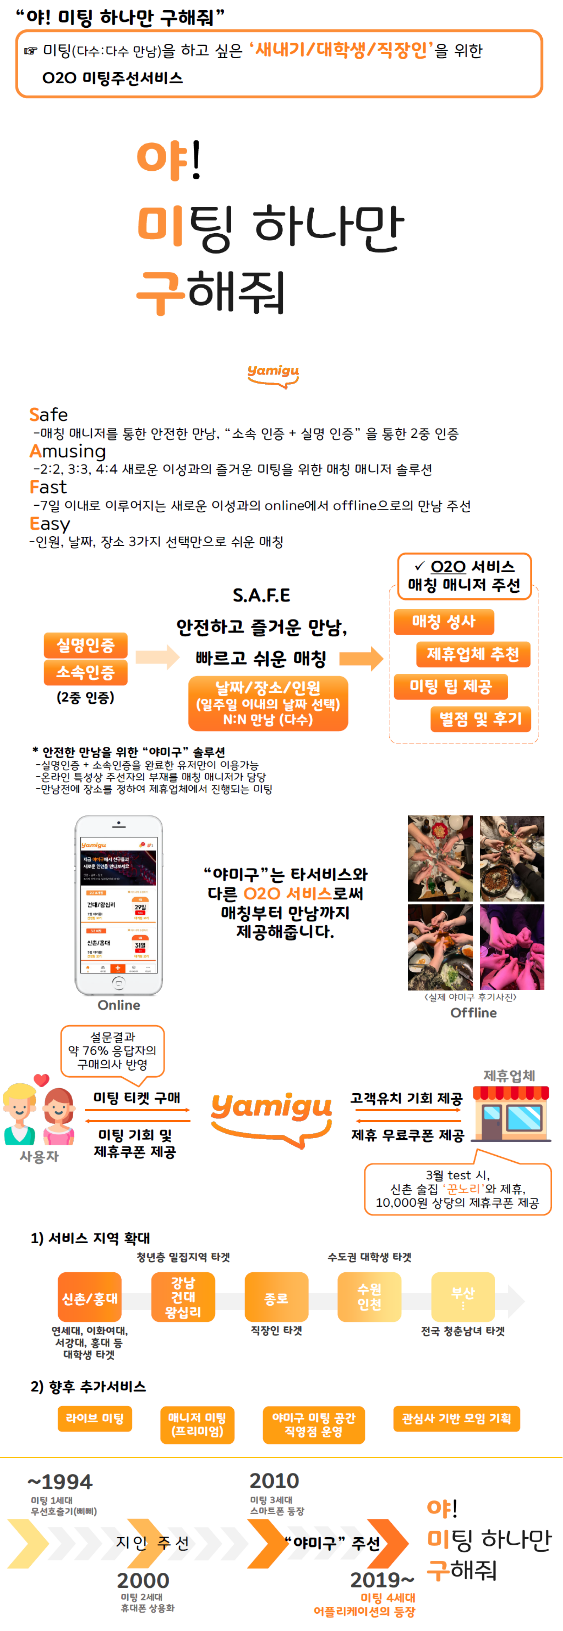 “야! 미팅 하나만 구해줘”
☞ 미팅(다수:다수 만남)을 하고 싶은 ‘새내기/대학생/직장인’을 위한
O2O 미팅주선서비스
야!
미팅 하나만
구해줘
yamigu
Safe
-매칭 매니저를 통한 안전한 만남, “소속 인증 + 실명 인증” 을 통한 2중 인증
Amusing
-2:2, 3:3, 4:4 새로운 이성과의 즐거운 미팅을 위한 매칭 매니저 솔루션
Fast
-7일 이내로 이루어지는 새로운 이성과의 online에서 offline으로의 만남 주선
Easy
-인원, 날짜, 장소 3가지 선택만으로 쉬운 매칭
✓ O2O 서비스
매칭 매니저 주선
S.A.F.E
안전하고 즐거운 만남,
빠르고 쉬운 매칭
실명인증
소속인증
(2중 인증)
날짜/장소/인원
(일주일 이내의 날짜 선택)
N:N 만남 (다수)
매칭 성사
제휴업체 추천
미팅 팁 제공
별점 및 후기
* 안전한 만남을 위한 “야미구” 솔루션
-실명인증 + 소속인증을 완료한 유저만이 이용가능
-온라인 특성상 주선자의 부재를 매칭 매니저가 담당
-만남전에 장소를 정하여 제휴업체에서 진행되는 미팅
yamigu
건대/왕십리
27일
신촌/홍대
31일
Online
“야미구”는 타서비스와
다른 O2O 서비스로써
매칭부터 만남까지
제공해줍니다.
<실제 야미구 후기사진>
Offline
설문결과
약 76% 응답자의
구매의사 반영
미팅 티켓 구매
미팅 기회 및
제휴쿠폰 제공
사용자
Yamigu
고객유치 기회 제공
제휴 무료쿠폰 제공
제휴업체
3월 test 시,
신촌 술집 ‘꾼노리’와 제휴,
10,000원 상당의 제휴쿠폰 제공
1) 서비스 지역 확대
청년층 밀집지역 타겟
수도권 대학생 타겟
신촌/홍대
강남
건대
왕십리
종로
수원
인천
부산
⋮
연세대, 이화여대,
서강대, 홍대 등
대학생 타겟
직장인 타겟
전국 청춘남녀 타겟
2) 향후 추가서비스
라이브 미팅
매니저 미팅
(프리미엄)
야미구 미팅 공간
직영점 운영
관심사 기반 모임 기획
~1994
미팅 1세대
무선호출기(삐삐)
2010
미팅 3세대
스마트폰 등장
지인 주선
“야미구” 주선
2000
미팅 2세대
휴대폰 상용화
2019~
미팅 4세대
어플리케이션의 등장
야!
미팅 하나만
구해줘